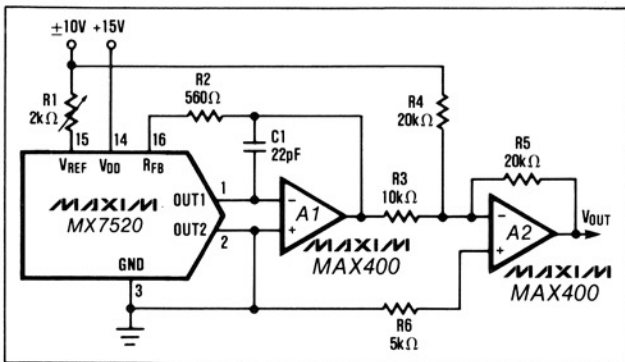 ±10V +15V
R1
2kΩ
R2
560Ω
R4
20kΩ
15 14 16
VREF VDD RFB
C1
22pF
R5
20kΩ
MAXIM
MX7520
OUT1
1
OUT2
2
GND
3
-
+
A1
MAXIM
MAX400
R3
10kΩ
-
+
A2
VOUT
MAXIM
MAX400
R6
5kΩ